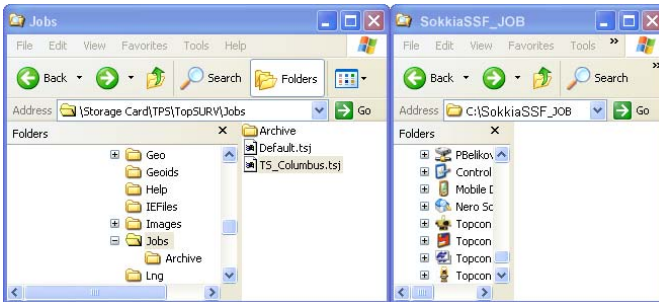 Jobs
File Edit View Favorites Tools Help
Back Search Folders
Address \Storage Card\TPS\TopSURV\Jobs Go
Folders x
Geo
Geoids
Help
IEFiles
Images
Jobs
Archive
Lng
Archive
Default.tsj
TS_Columbus.tsj
SokkiaSSF_JOB
File Edit View Favorites Tools »
Back Search »
Address C:\SokkiaSSF_JOB Go
Folders x
PBelikov
Control
Mobile D
Nero Sc
Topcon
Topcon
Topcon
Topcon